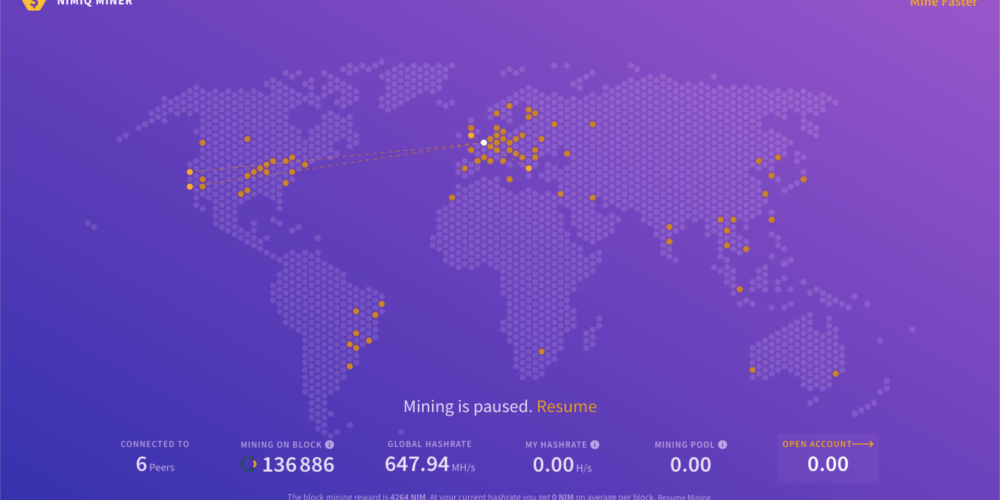 NIMIQ MINER
Mine Faster
Mining is paused. Resume
CONNECTED TO
6 Peers
MINING ON BLOCK
136 886
GLOBAL HASHRATE
647.94 MH/s
MY HASHRATE
0.00 H/s
MINING POOL
0.00
OPEN ACCOUNT
0.00
The block mining reward is 4264 NIM. At your current hashrate you get 0 NIM on average per block. Resume Mining